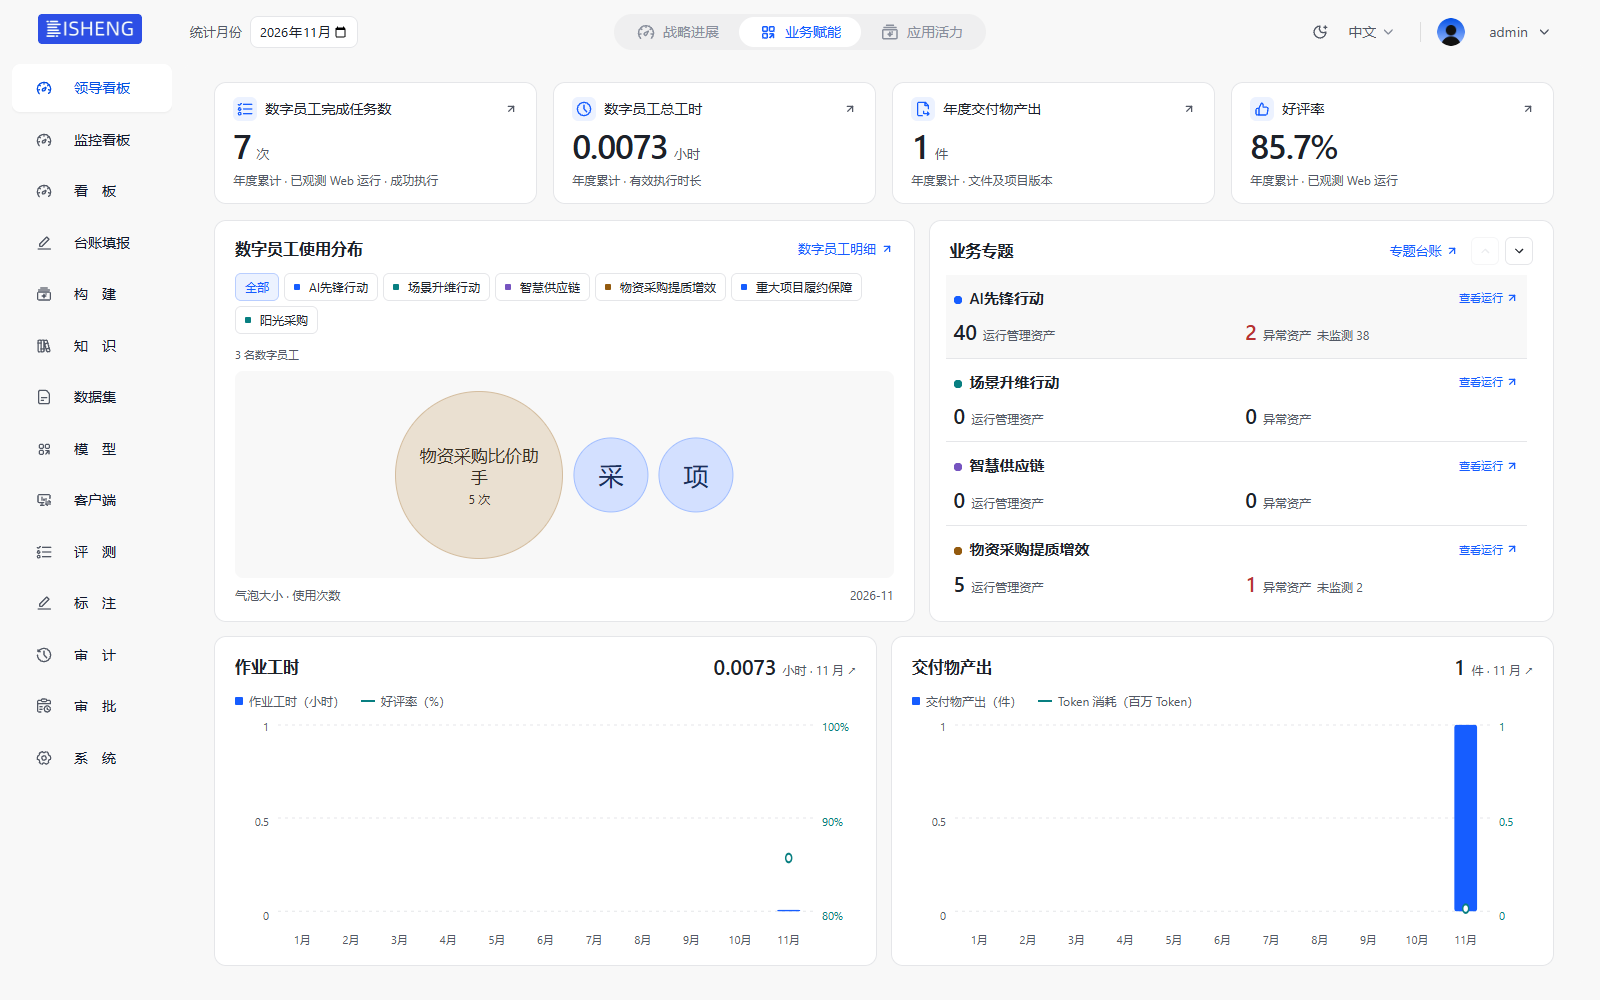 ISHENG
统计月份
2026年11月
战略进展
业务赋能
应用活力
中文
admin
领导看板
监控看板
看 板
台账填报
构 建
知 识
数据集
模 型
客户端
评 测
标 注
审 计
审 批
系 统
数字员工完成任务数
7 次
年度累计 · 已观测 Web 运行 · 成功执行
数字员工总工时
0.0073 小时
年度累计 · 有效执行时长
年度交付物产出
1 件
年度累计 · 文件及项目版本
好评率
85.7%
年度累计 · 已观测 Web 运行
数字员工使用分布
数字员工明细
全部
AI先锋行动
场景升维行动
智慧供应链
物资采购提质增效
重大项目履约保障
阳光采购
3 名数字员工
物资采购比价助
手
5 次
采
项
气泡大小 · 使用次数
2026-11
业务专题
专题台账
AI先锋行动
查看运行
40 运行管理资产
2 异常资产 未监测 38
场景升维行动
查看运行
0 运行管理资产
0 异常资产
智慧供应链
查看运行
0 运行管理资产
0 异常资产
物资采购提质增效
查看运行
5 运行管理资产
1 异常资产 未监测 2
作业工时
0.0073 小时 · 11 月
作业工时（小时）
好评率（%）
1
100%
0.5
90%
0
80%
1月 2月 3月 4月 5月 6月 7月 8月 9月 10月 11月
交付物产出
1 件 · 11 月
交付物产出（件）
Token 消耗（百万 Token）
1
1
0.5
0.5
0
0
1月 2月 3月 4月 5月 6月 7月 8月 9月 10月 11月